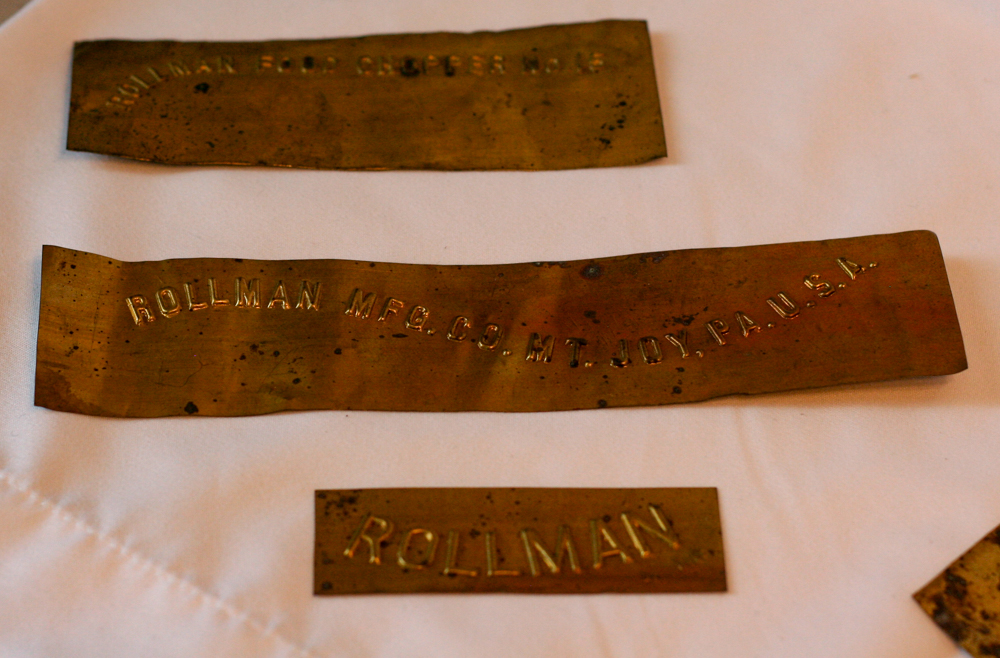 ROLLMAN FOOD CHOPPER NO
ROLLMAN MFG. CO. MT. JOY, PA. U.S.A.
ROLLMAN